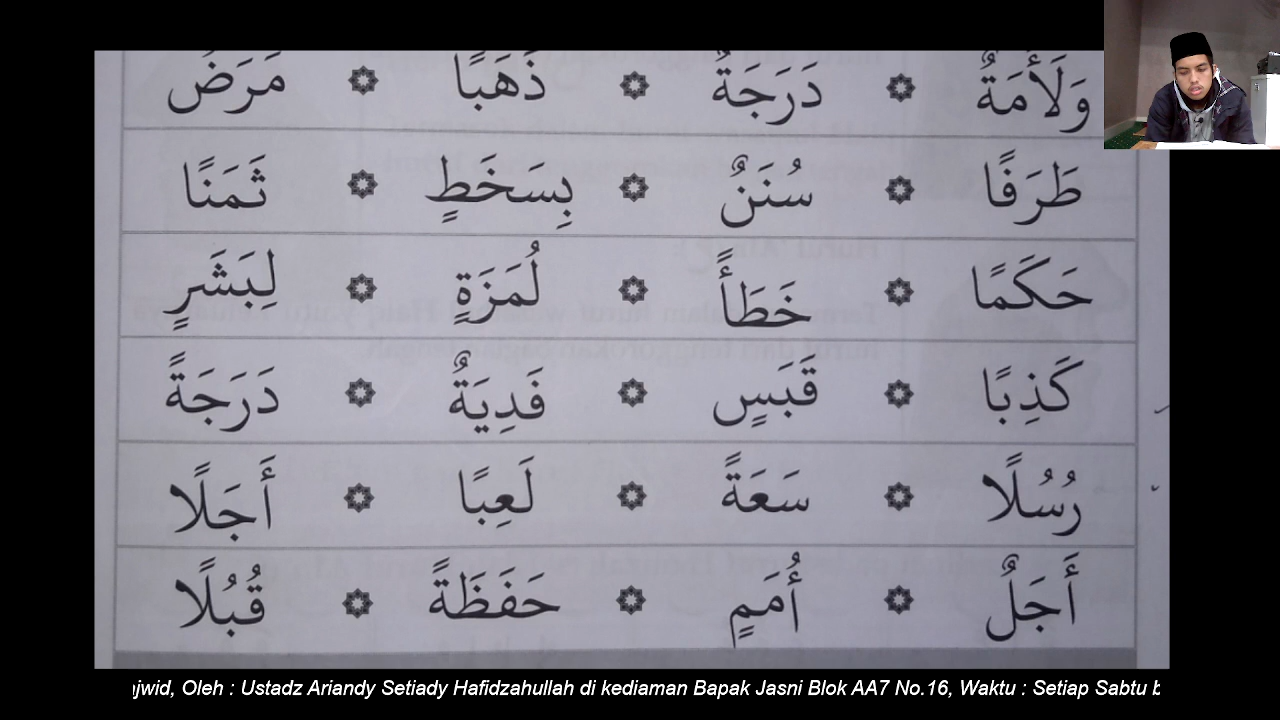 وَلَأَمَةٌ ۞ دَرَجَةٌ ۞ ذَهَبًا ۞ مَرَضٌ
طَرَفًا ۞ سُنَنٌ ۞ بِسَخَطٍ ۞ ثَمَنًا
حَكَمًا ۞ خَطَأً ۞ لُمَزَةٍ ۞ لِبَشَرٍ
كَذِبًا ۞ قَبَسٍ ۞ فَدِيَةٌ ۞ دَرَجَةً
رُسُلًا ۞ سَعَةً ۞ لَعِبًا ۞ أَجَلًا
أَجَلٌ ۞ أُمَمٍ ۞ حَفَظَةً ۞ قُبُلًا
jwid, Oleh : Ustadz Ariandy Setiady Hafidzahullah di kediaman Bapak Jasni Blok AA7 No.16, Waktu : Setiap Sabtu b